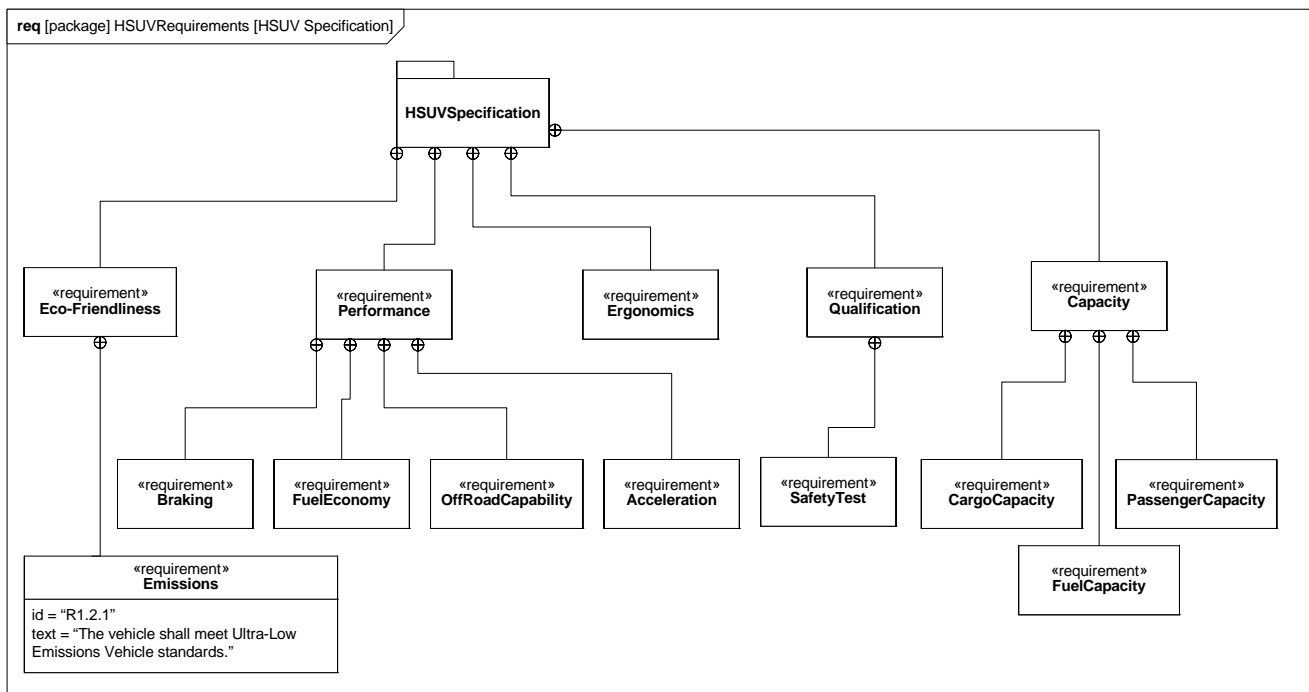 req [package] HSUVRequirements [HSUV Specification]
HSUVSpecification
«requirement»
Eco-Friendliness
«requirement»
Performance
«requirement»
Ergonomics
«requirement»
Qualification
«requirement»
Capacity
«requirement»
Braking
«requirement»
FuelEconomy
«requirement»
OffRoadCapability
«requirement»
Acceleration
«requirement»
SafetyTest
«requirement»
CargoCapacity
«requirement»
PassengerCapacity
«requirement»
Emissions
id = “R1.2.1”
text = “The vehicle shall meet Ultra-Low
Emissions Vehicle standards.”
«requirement»
FuelCapacity